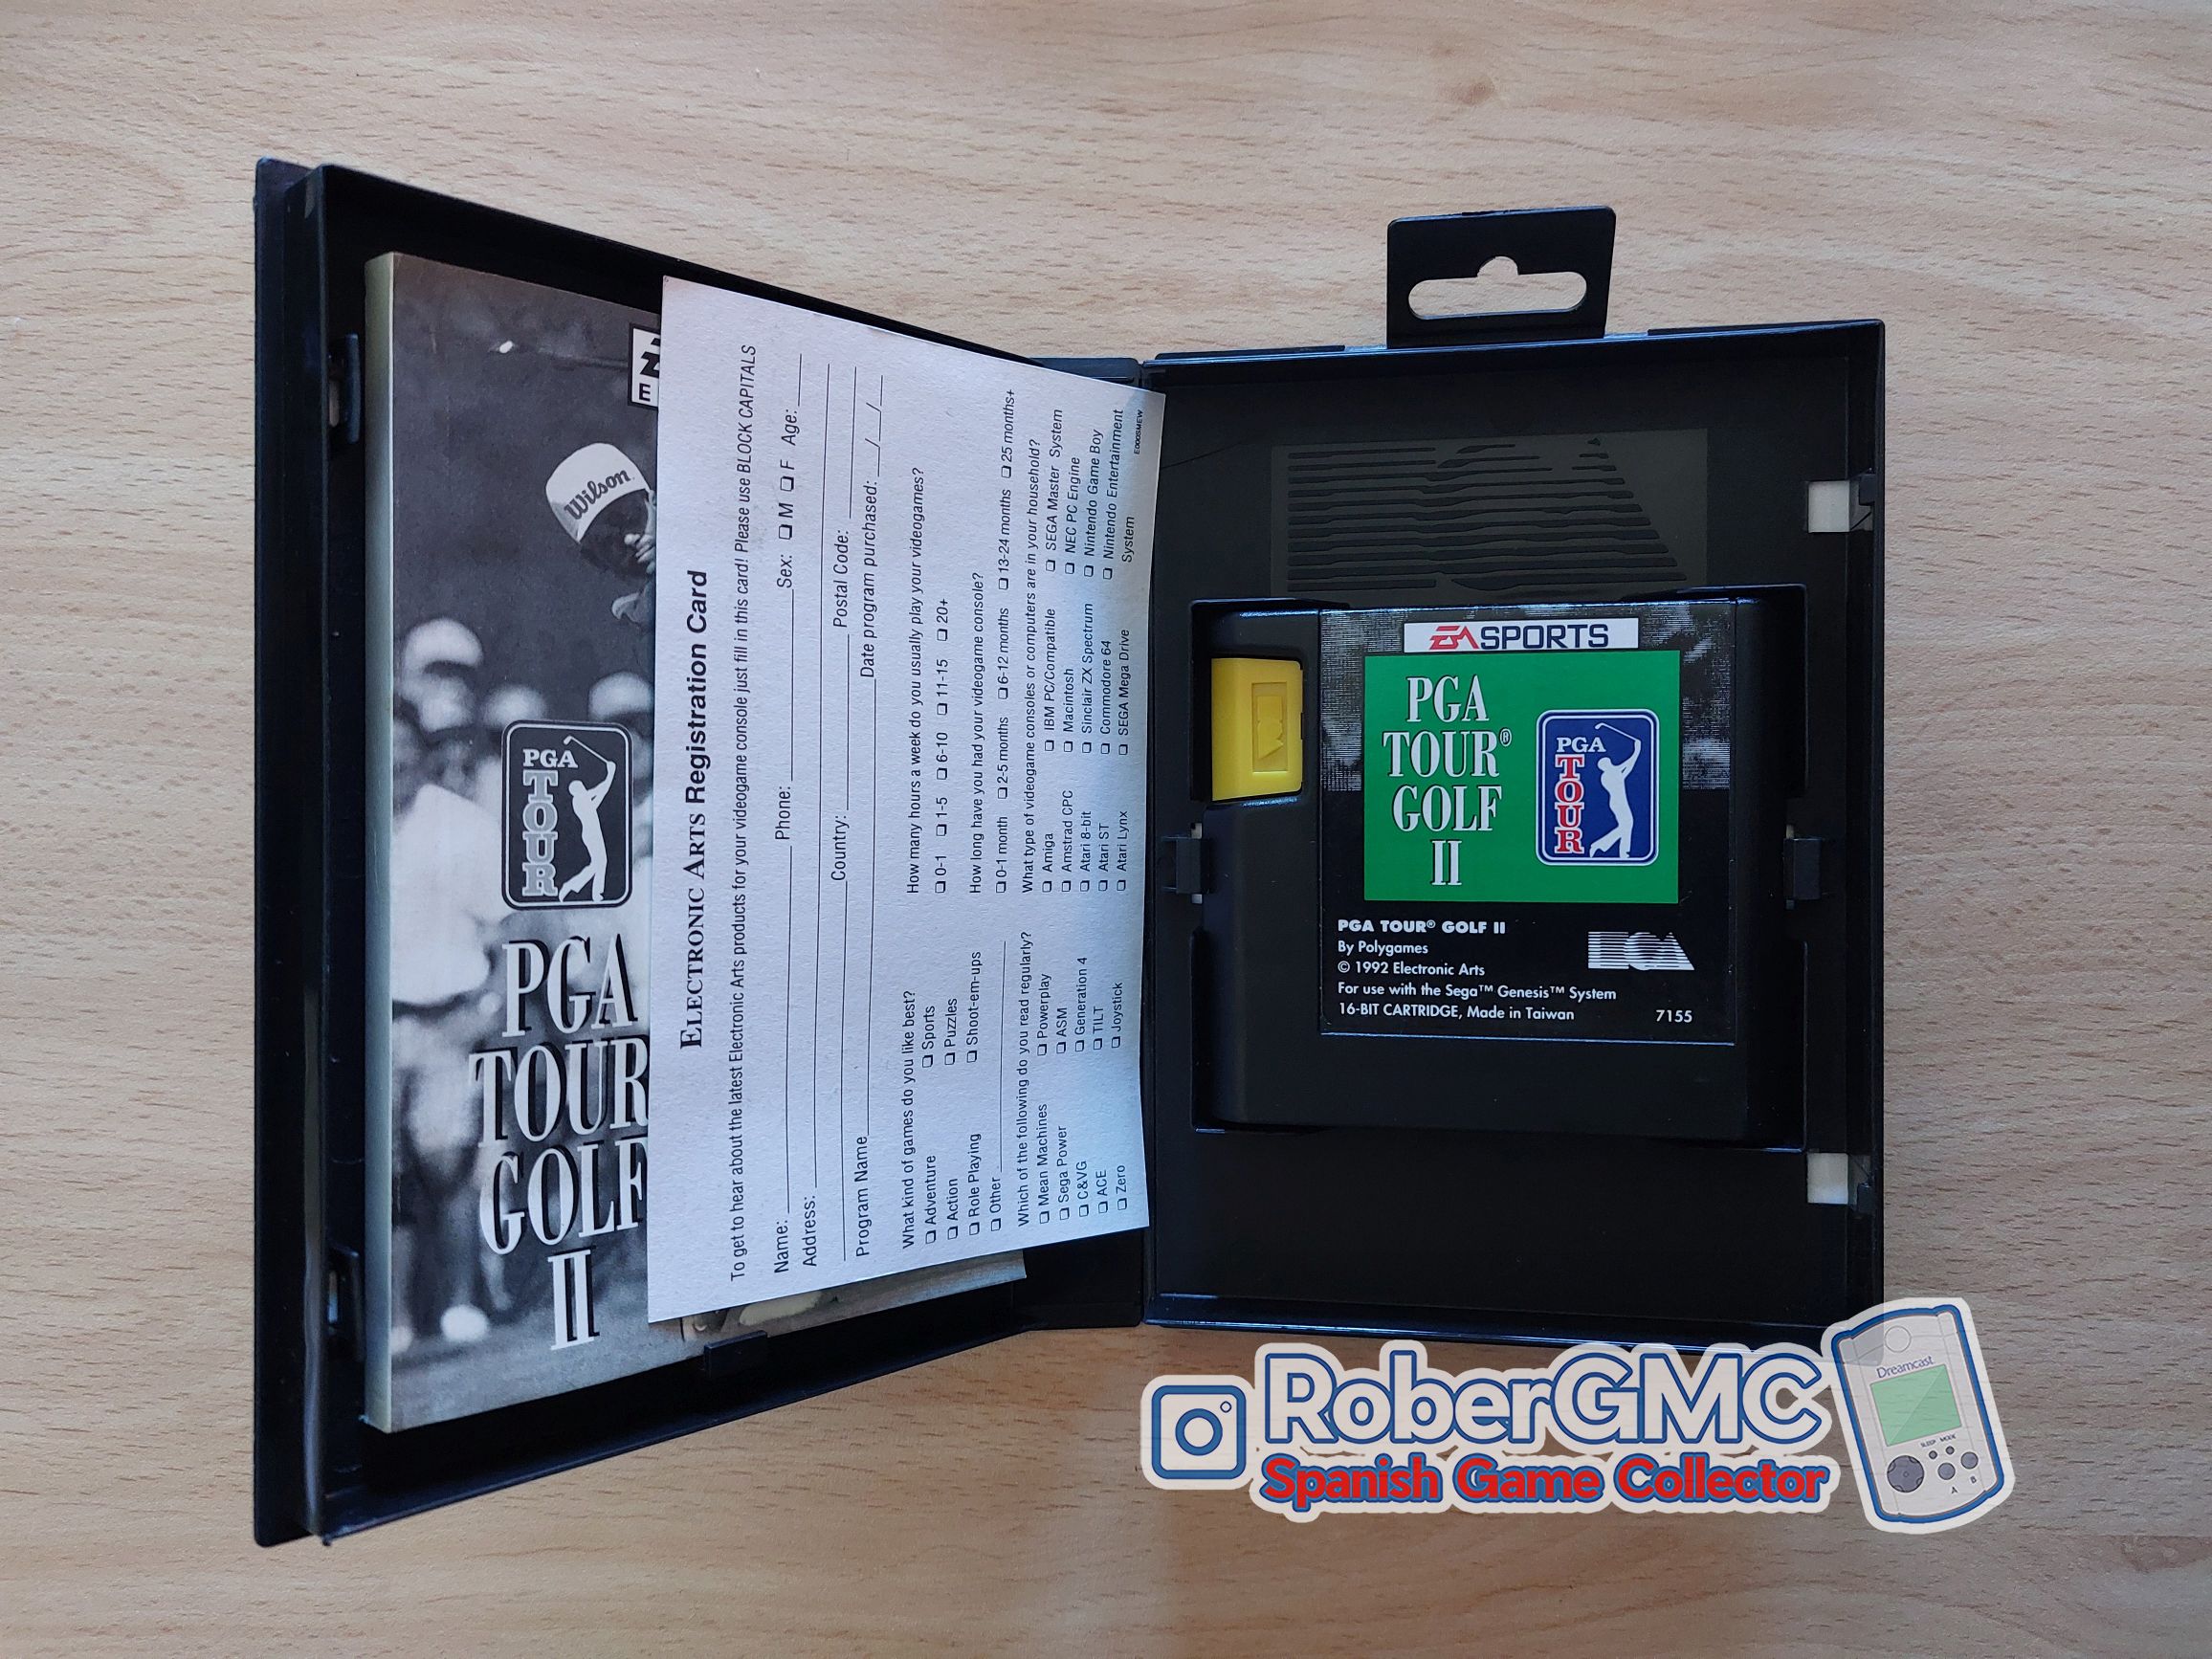 Wilson
PGA
TOUR
PGA
TOUR
GOLF
II
ELECTRONIC ARTS Registration Card
To get to hear about the latest Electronic Arts products for your videogame console just fill in this card! Please use BLOCK CAPITALS
Name: Phone: Sex: ❏ M ❏ F Age:
Address:
Country: Postal Code:
Program Name Date program purchased: / /
What kind of games do you like best?
❏ Adventure ❏ Sports
❏ Action ❏ Puzzles
❏ Role Playing ❏ Shoot-em-ups
❏ Other
Which of the following do you read regularly?
❏ Mean Machines ❏ Powerplay
❏ Sega Power ❏ ASM
❏ C&VG ❏ Generation 4
❏ ACE ❏ TILT
❏ Zero ❏ Joystick
How many hours a week do you usually play your videogames?
❏ 0-1 ❏ 1-5 ❏ 6-10 ❏ 11-15 ❏ 20+
How long have you had your videogame console?
❏ 0-1 month ❏ 2-5 months ❏ 6-12 months ❏ 13-24 months ❏ 25 months+
What type of videogame consoles or computers are in your household?
❏ Amiga ❏ IBM PC/Compatible ❏ SEGA Master System
❏ Amstrad CPC ❏ Macintosh ❏ NEC PC Engine
❏ Atari 8-bit ❏ Sinclair ZX Spectrum ❏ Nintendo Game Boy
❏ Atari ST ❏ Commodore 64 ❏ Nintendo Entertainment
❏ Atari Lynx ❏ SEGA Mega Drive System
EA SPORTS
PGA
TOUR®
GOLF
II
PGA
TOUR
PGA TOUR® GOLF II
By Polygames
© 1992 Electronic Arts
For use with the Sega™ Genesis™ System
16-BIT CARTRIDGE, Made in Taiwan 7155
EA
RoberGMC
Spanish Game Collector
Dreamcast
SLEEP MODE
A B